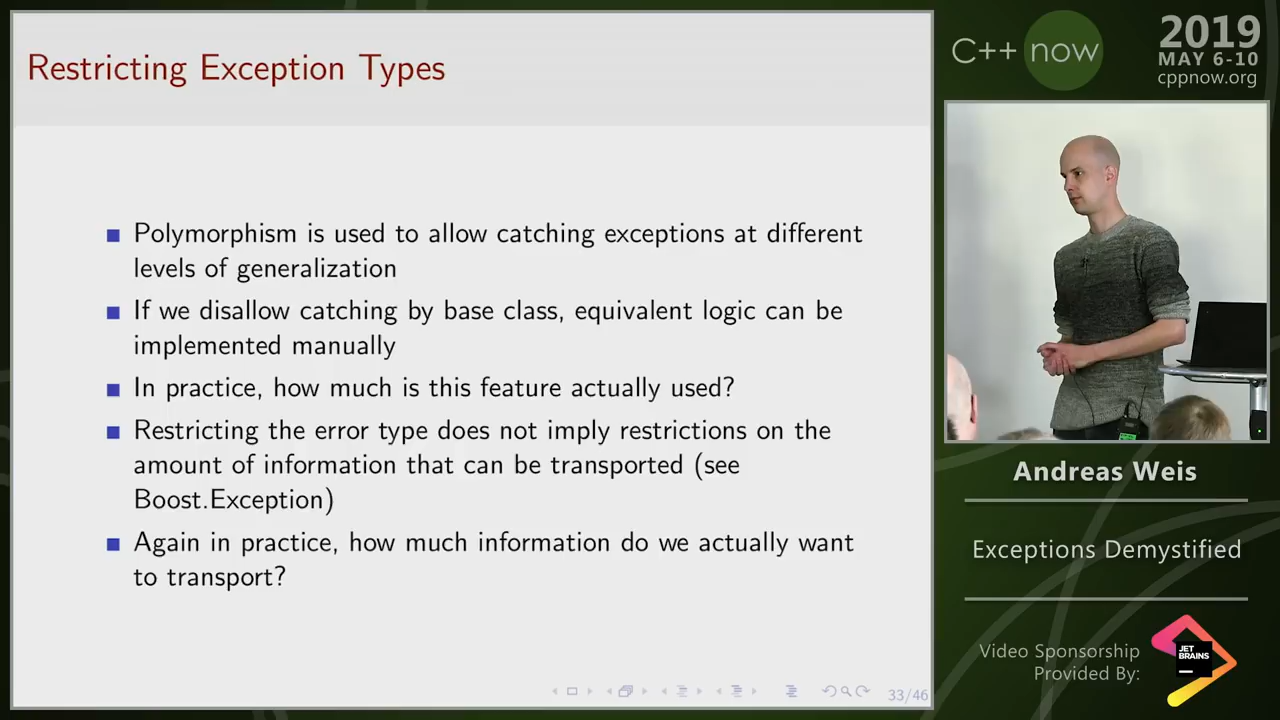 Restricting Exception Types
Polymorphism is used to allow catching exceptions at different
levels of generalization
If we disallow catching by base class, equivalent logic can be
implemented manually
In practice, how much is this feature actually used?
Restricting the error type does not imply restrictions on the
amount of information that can be transported (see
Boost.Exception)
Again in practice, how much information do we actually want
to transport?
33/46
C++ now
2019
MAY 6-10
cppnow.org
Andreas Weis
Exceptions Demystified
Video Sponsorship
Provided By:
JET
BRAINS